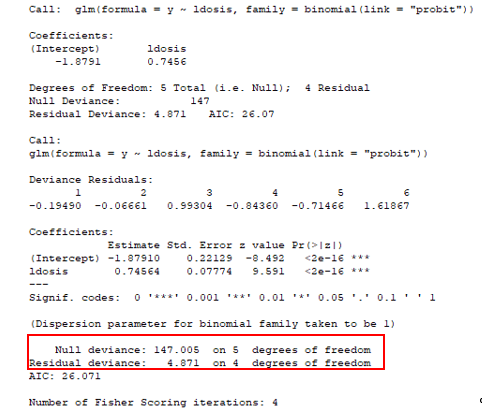 Call:  glm(formula = y ~ ldosis, family = binomial(link = "probit"))
Coefficients:
(Intercept)       ldosis
    -1.8791       0.7456
Degrees of Freedom: 5 Total (i.e. Null);  4 Residual
Null Deviance:          147
Residual Deviance: 4.871   AIC: 26.07
Call:
glm(formula = y ~ ldosis, family = binomial(link = "probit"))
Deviance Residuals:
       1         2         3         4         5         6
-0.19490  -0.06661   0.99304  -0.84360  -0.71466   1.61867
Coefficients:
            Estimate Std. Error z value Pr(>|z|)
(Intercept) -1.87910    0.22129  -8.492   <2e-16 ***
ldosis       0.74564    0.07774   9.591   <2e-16 ***
---
Signif. codes:  0 '***' 0.001 '**' 0.01 '*' 0.05 '.' 0.1 ' ' 1
(Dispersion parameter for binomial family taken to be 1)
    Null deviance: 147.005  on 5  degrees of freedom
Residual deviance:   4.871  on 4  degrees of freedom
AIC: 26.071
Number of Fisher Scoring iterations: 4